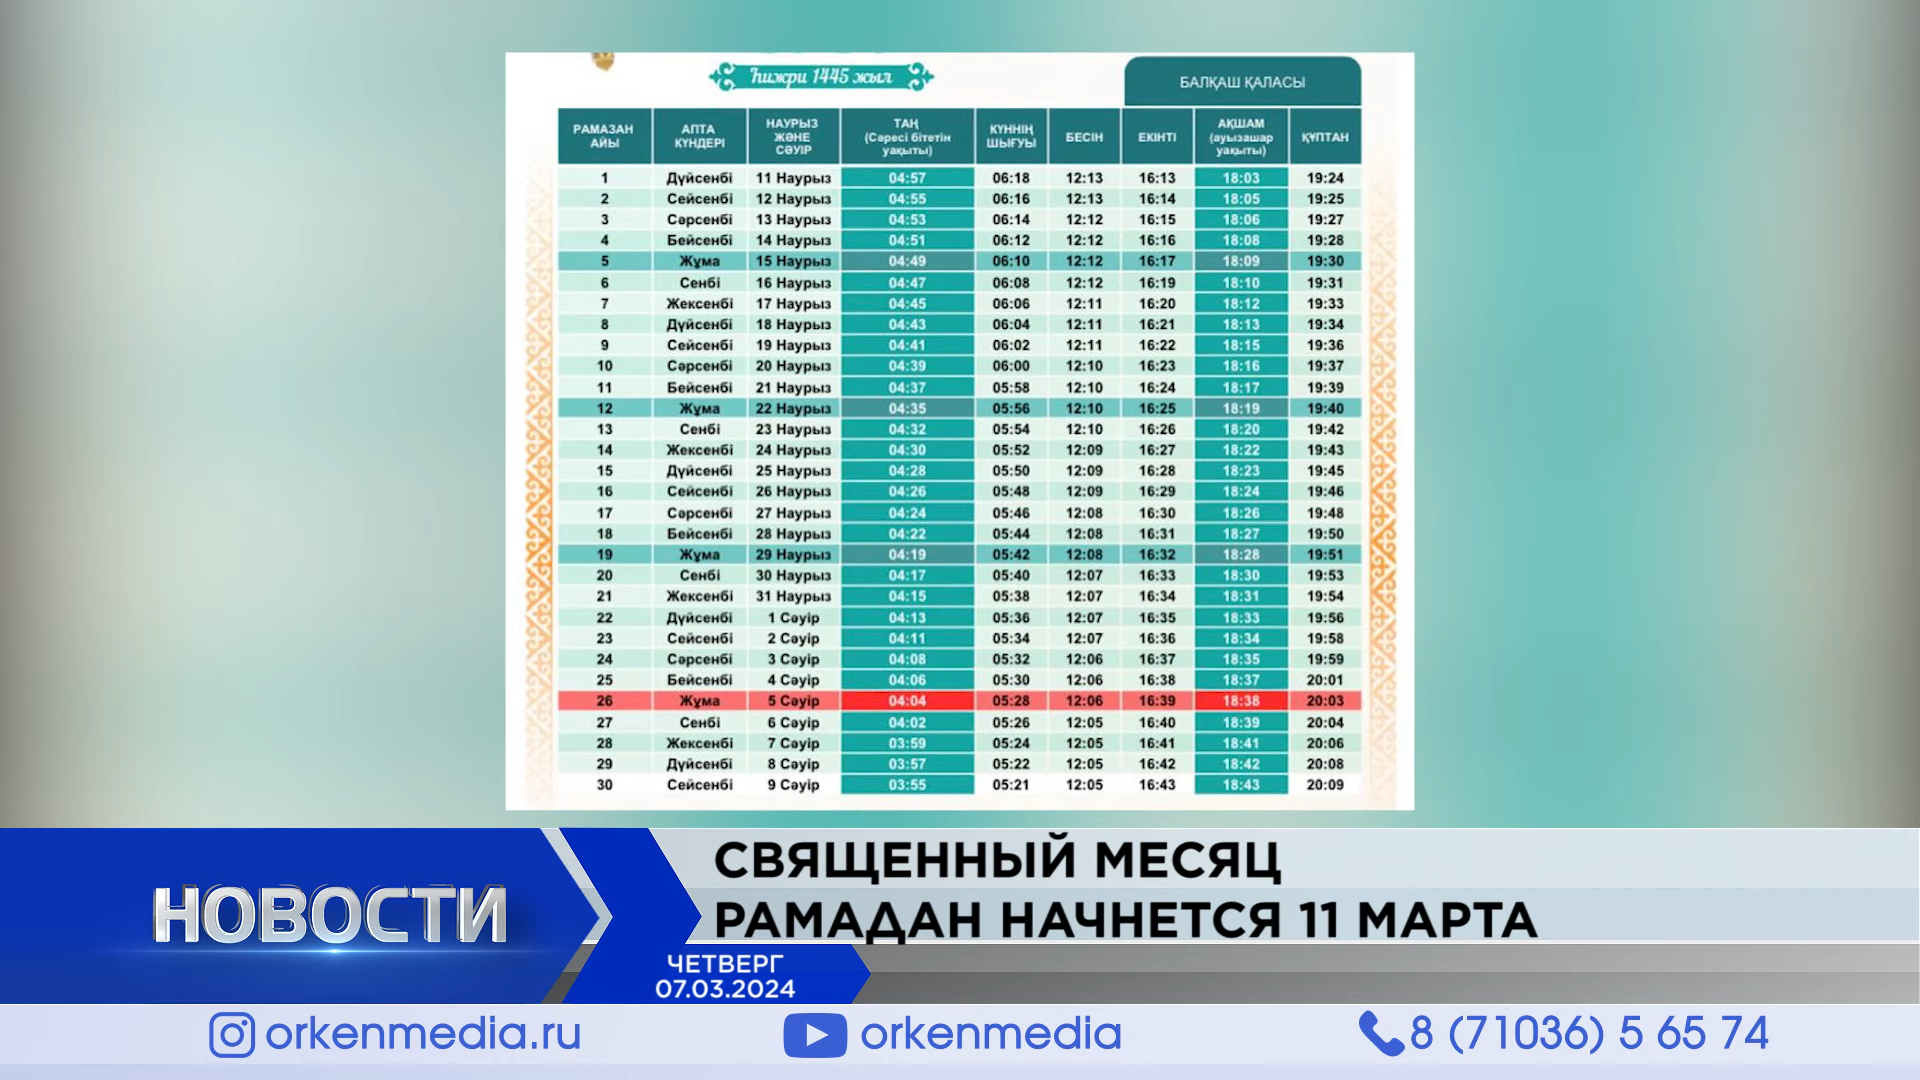 Һижри 1445 жыл
БАЛҚАШ ҚАЛАСЫ
РАМАЗАН АЙЫ | АПТА КҮНДЕРІ | НАУРЫЗ ЖӘНЕ СӘУІР | ТАҢ (Сәресі бітетін уақыты) | КҮННІҢ ШЫҒУЫ | БЕСІН | ЕКІНТІ | АҚШАМ (ауызашар уақыты) | ҚҰПТАН
1 Дүйсенбі 11 Наурыз 04:57 06:18 12:13 16:13 18:03 19:24
2 Сейсенбі 12 Наурыз 04:55 06:16 12:13 16:14 18:05 19:25
3 Сәрсенбі 13 Наурыз 04:53 06:14 12:12 16:15 18:06 19:27
4 Бейсенбі 14 Наурыз 04:51 06:12 12:12 16:16 18:08 19:28
5 Жұма 15 Наурыз 04:49 06:10 12:12 16:17 18:09 19:30
6 Сенбі 16 Наурыз 04:47 06:08 12:12 16:19 18:10 19:31
7 Жексенбі 17 Наурыз 04:45 06:06 12:11 16:20 18:12 19:33
8 Дүйсенбі 18 Наурыз 04:43 06:04 12:11 16:21 18:13 19:34
9 Сейсенбі 19 Наурыз 04:41 06:02 12:11 16:22 18:15 19:36
10 Сәрсенбі 20 Наурыз 04:39 06:00 12:10 16:23 18:16 19:37
11 Бейсенбі 21 Наурыз 04:37 05:58 12:10 16:24 18:17 19:39
12 Жұма 22 Наурыз 04:35 05:56 12:10 16:25 18:19 19:40
13 Сенбі 23 Наурыз 04:32 05:54 12:10 16:26 18:20 19:42
14 Жексенбі 24 Наурыз 04:30 05:52 12:09 16:27 18:22 19:43
15 Дүйсенбі 25 Наурыз 04:28 05:50 12:09 16:28 18:23 19:45
16 Сейсенбі 26 Наурыз 04:26 05:48 12:09 16:29 18:24 19:46
17 Сәрсенбі 27 Наурыз 04:24 05:46 12:08 16:30 18:26 19:48
18 Бейсенбі 28 Наурыз 04:22 05:44 12:08 16:31 18:27 19:50
19 Жұма 29 Наурыз 04:19 05:42 12:08 16:32 18:28 19:51
20 Сенбі 30 Наурыз 04:17 05:40 12:07 16:33 18:30 19:53
21 Жексенбі 31 Наурыз 04:15 05:38 12:07 16:34 18:31 19:54
22 Дүйсенбі 1 Сәуір 04:13 05:36 12:07 16:35 18:33 19:56
23 Сейсенбі 2 Сәуір 04:11 05:34 12:07 16:36 18:34 19:58
24 Сәрсенбі 3 Сәуір 04:08 05:32 12:06 16:37 18:35 19:59
25 Бейсенбі 4 Сәуір 04:06 05:30 12:06 16:38 18:37 20:01
26 Жұма 5 Сәуір 04:04 05:28 12:06 16:39 18:38 20:03
27 Сенбі 6 Сәуір 04:02 05:26 12:05 16:40 18:39 20:04
28 Жексенбі 7 Сәуір 03:59 05:24 12:05 16:41 18:41 20:06
29 Дүйсенбі 8 Сәуір 03:57 05:22 12:05 16:42 18:42 20:08
30 Сейсенбі 9 Сәуір 03:55 05:21 12:05 16:43 18:43 20:09
НОВОСТИ
СВЯЩЕННЫЙ МЕСЯЦ
РАМАДАН НАЧНЕТСЯ 11 МАРТА
ЧЕТВЕРГ
07.03.2024
orkenmedia.ru
orkenmedia
8 (71036) 5 65 74